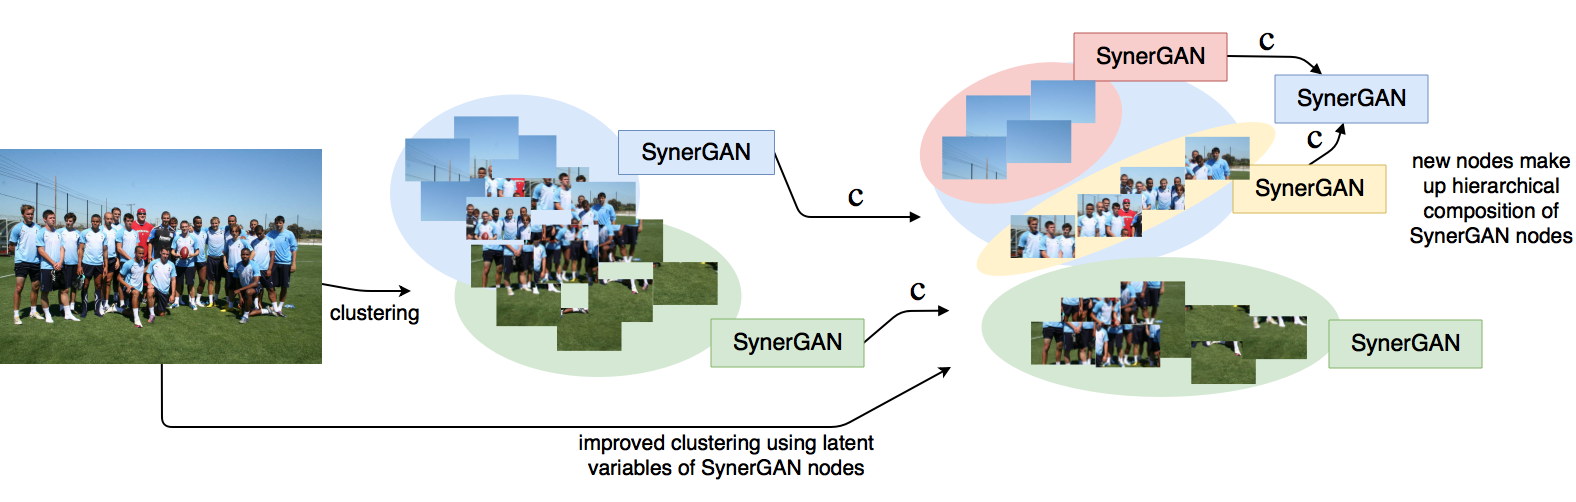 SynerGAN
c
SynerGAN
SynerGAN
c
c
SynerGAN
new nodes make
up hierarchical
composition of
SynerGAN nodes
clustering
c
SynerGAN
SynerGAN
improved clustering using latent
variables of SynerGAN nodes